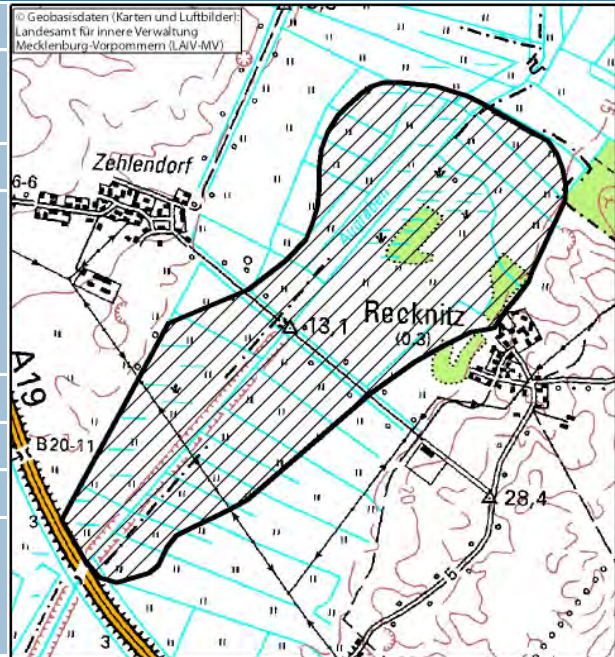 © Geobasisdaten (Karten und Luftbilder):
Landesamt für innere Verwaltung
Mecklenburg-Vorpommern (LAiV-MV)
Zehlendorf
6-6
Augraben
Recknitz
(0,3)
13,1
A19
B20-11
28,4
3
3